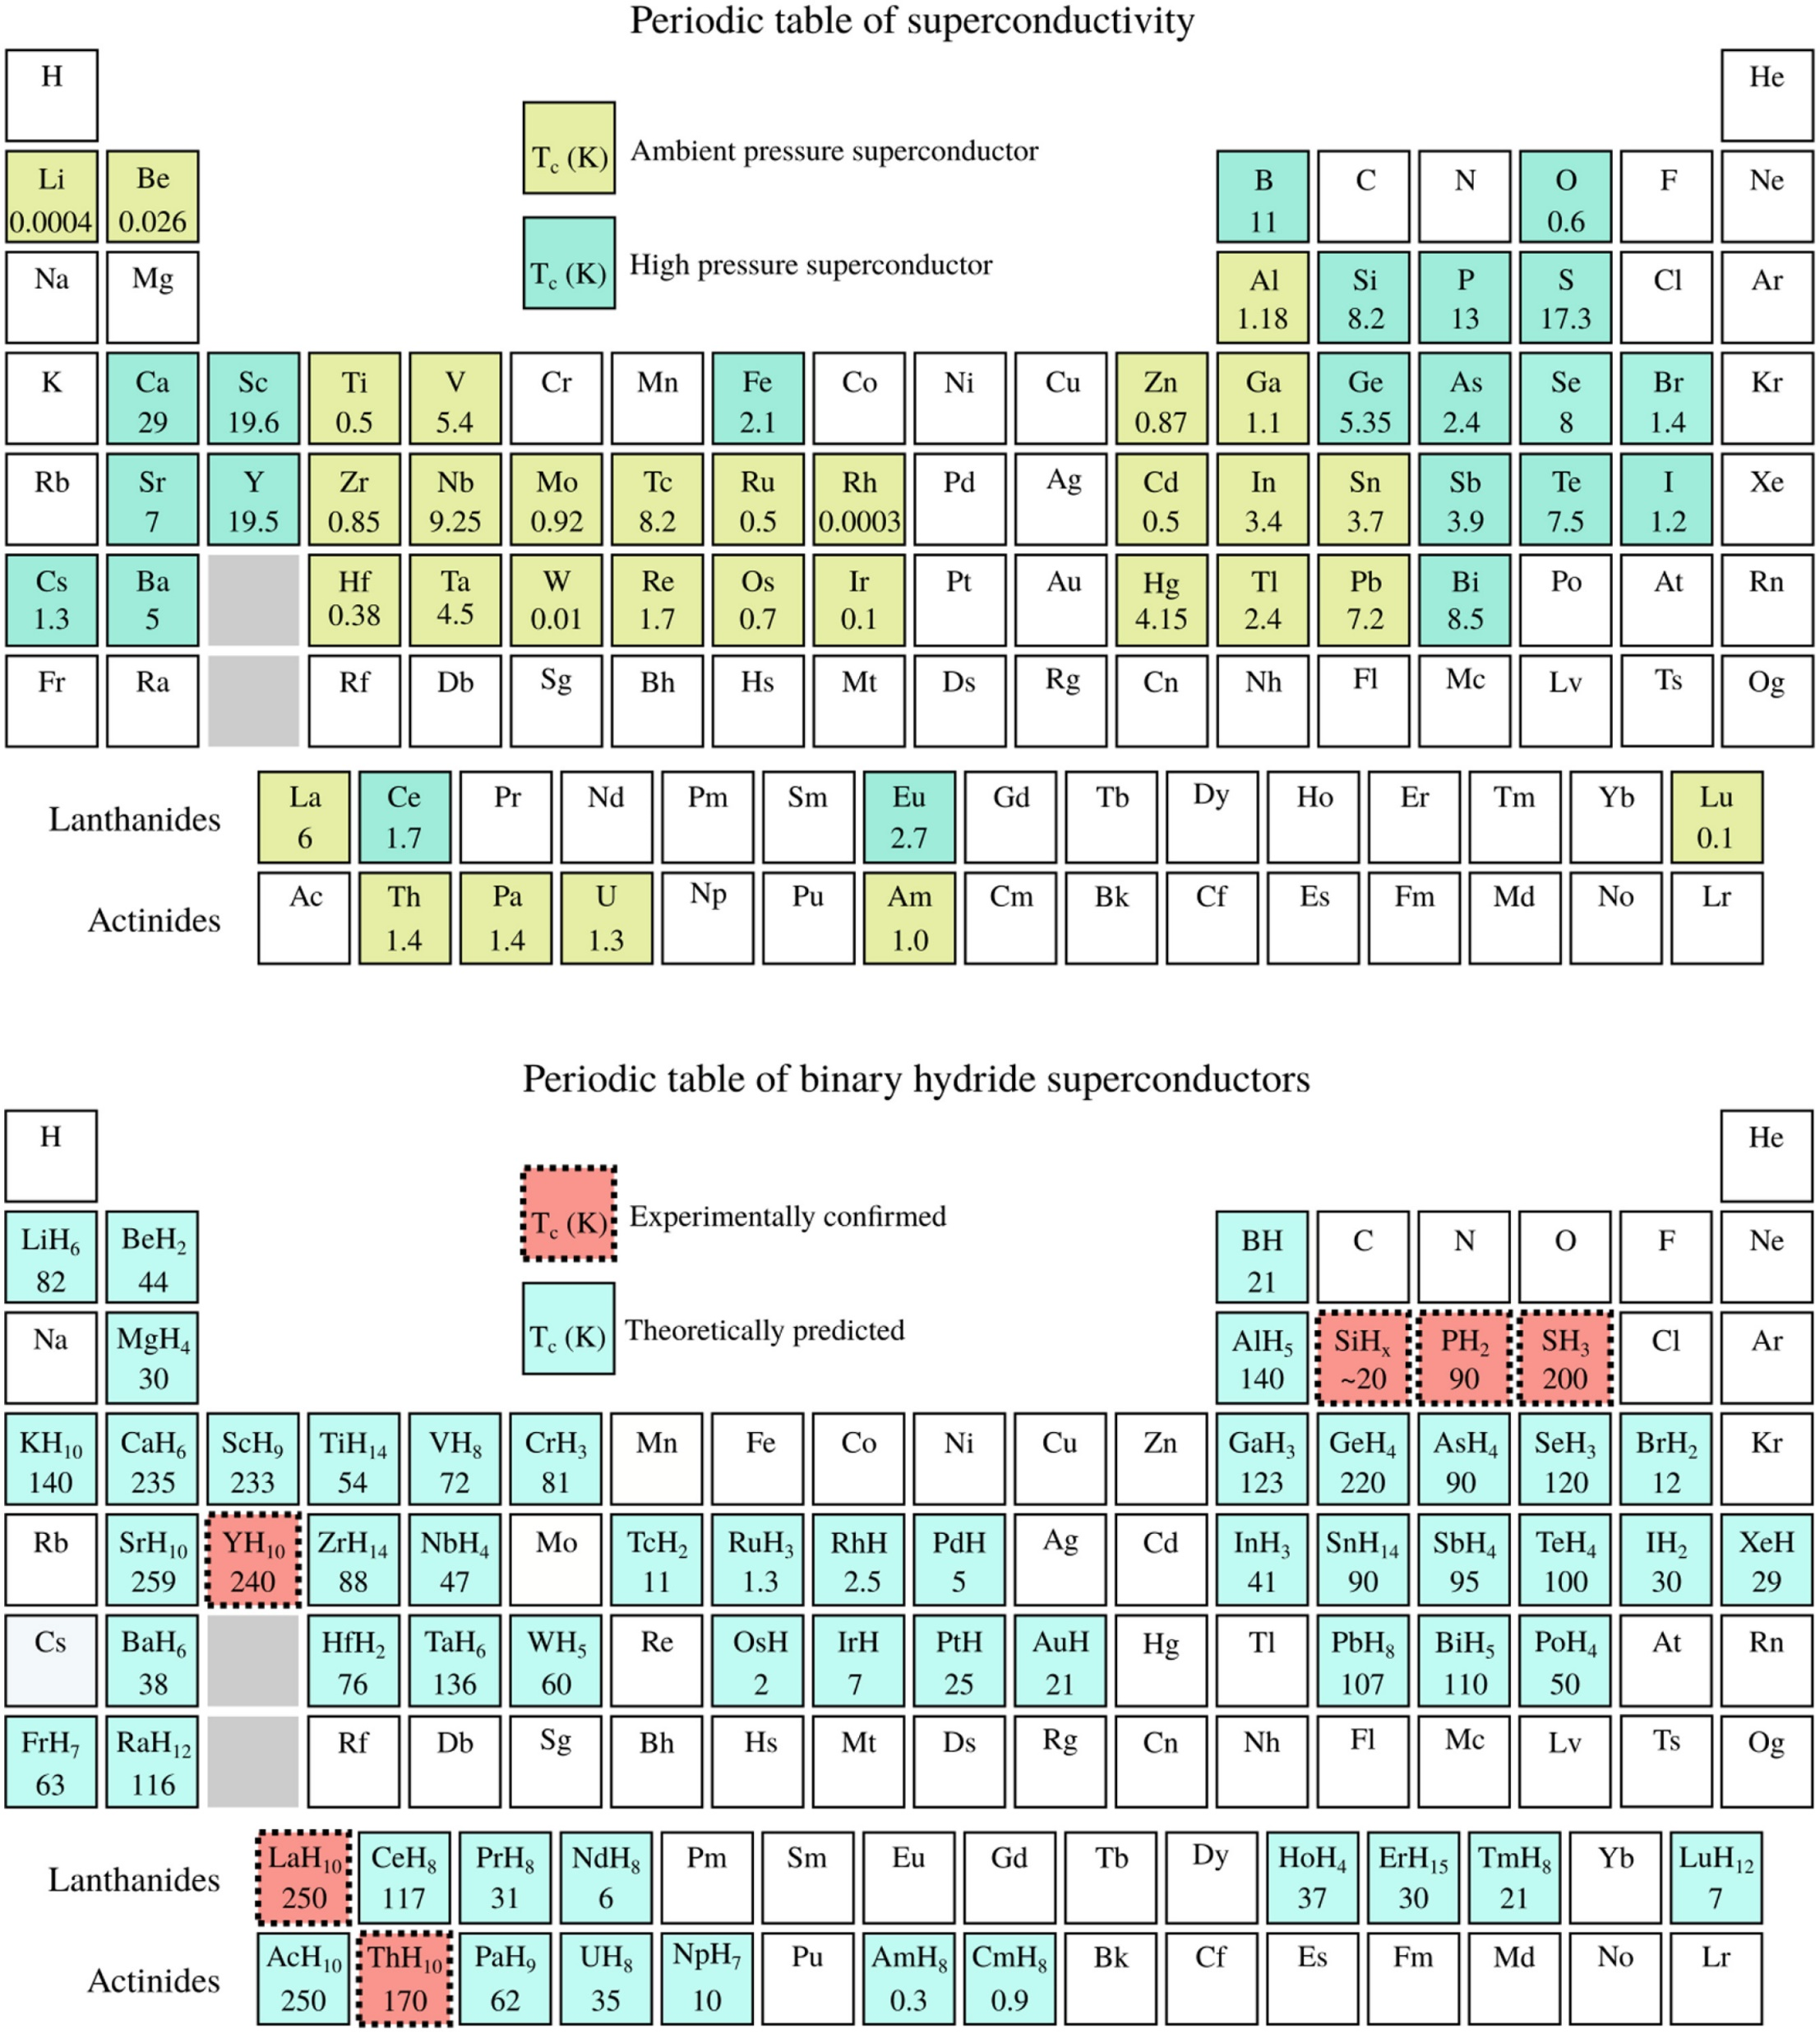 Periodic table of superconductivity
H He
Tc (K) Ambient pressure superconductor
Li Be B C N O F Ne
0.0004 0.026 11 0.6
Tc (K) High pressure superconductor
Na Mg Al Si P S Cl Ar
1.18 8.2 13 17.3
K Ca Sc Ti V Cr Mn Fe Co Ni Cu Zn Ga Ge As Se Br Kr
29 19.6 0.5 5.4 2.1 0.87 1.1 5.35 2.4 8 1.4
Rb Sr Y Zr Nb Mo Tc Ru Rh Pd Ag Cd In Sn Sb Te I Xe
7 19.5 0.85 9.25 0.92 8.2 0.5 0.0003 0.5 3.4 3.7 3.9 7.5 1.2
Cs Ba Hf Ta W Re Os Ir Pt Au Hg Tl Pb Bi Po At Rn
1.3 5 0.38 4.5 0.01 1.7 0.7 0.1 4.15 2.4 7.2 8.5
Fr Ra Rf Db Sg Bh Hs Mt Ds Rg Cn Nh Fl Mc Lv Ts Og
Lanthanides La Ce Pr Nd Pm Sm Eu Gd Tb Dy Ho Er Tm Yb Lu
6 1.7 2.7 0.1
Actinides Ac Th Pa U Np Pu Am Cm Bk Cf Es Fm Md No Lr
1.4 1.4 1.3 1.0
Periodic table of binary hydride superconductors
H He
Tc (K) Experimentally confirmed
LiH6 BeH2 BH C N O F Ne
82 44 21
Tc (K) Theoretically predicted
Na MgH4 AlH5 SiHx PH2 SH3 Cl Ar
30 140 ~20 90 200
KH10 CaH6 ScH9 TiH14 VH8 CrH3 Mn Fe Co Ni Cu Zn GaH3 GeH4 AsH4 SeH3 BrH2 Kr
140 235 233 54 72 81 123 220 90 120 12
Rb SrH10 YH10 ZrH14 NbH4 Mo TcH2 RuH3 RhH PdH Ag Cd InH3 SnH14 SbH4 TeH4 IH2 XeH
259 240 88 47 11 1.3 2.5 5 41 90 95 100 30 29
Cs BaH6 HfH2 TaH6 WH5 Re OsH IrH PtH AuH Hg Tl PbH8 BiH5 PoH4 At Rn
38 76 136 60 2 7 25 21 107 110 50
FrH7 RaH12 Rf Db Sg Bh Hs Mt Ds Rg Cn Nh Fl Mc Lv Ts Og
63 116
Lanthanides LaH10 CeH8 PrH8 NdH8 Pm Sm Eu Gd Tb Dy HoH4 ErH15 TmH8 Yb LuH12
250 117 31 6 37 30 21 7
Actinides AcH10 ThH10 PaH9 UH8 NpH7 Pu AmH8 CmH8 Bk Cf Es Fm Md No Lr
250 170 62 35 10 0.3 0.9